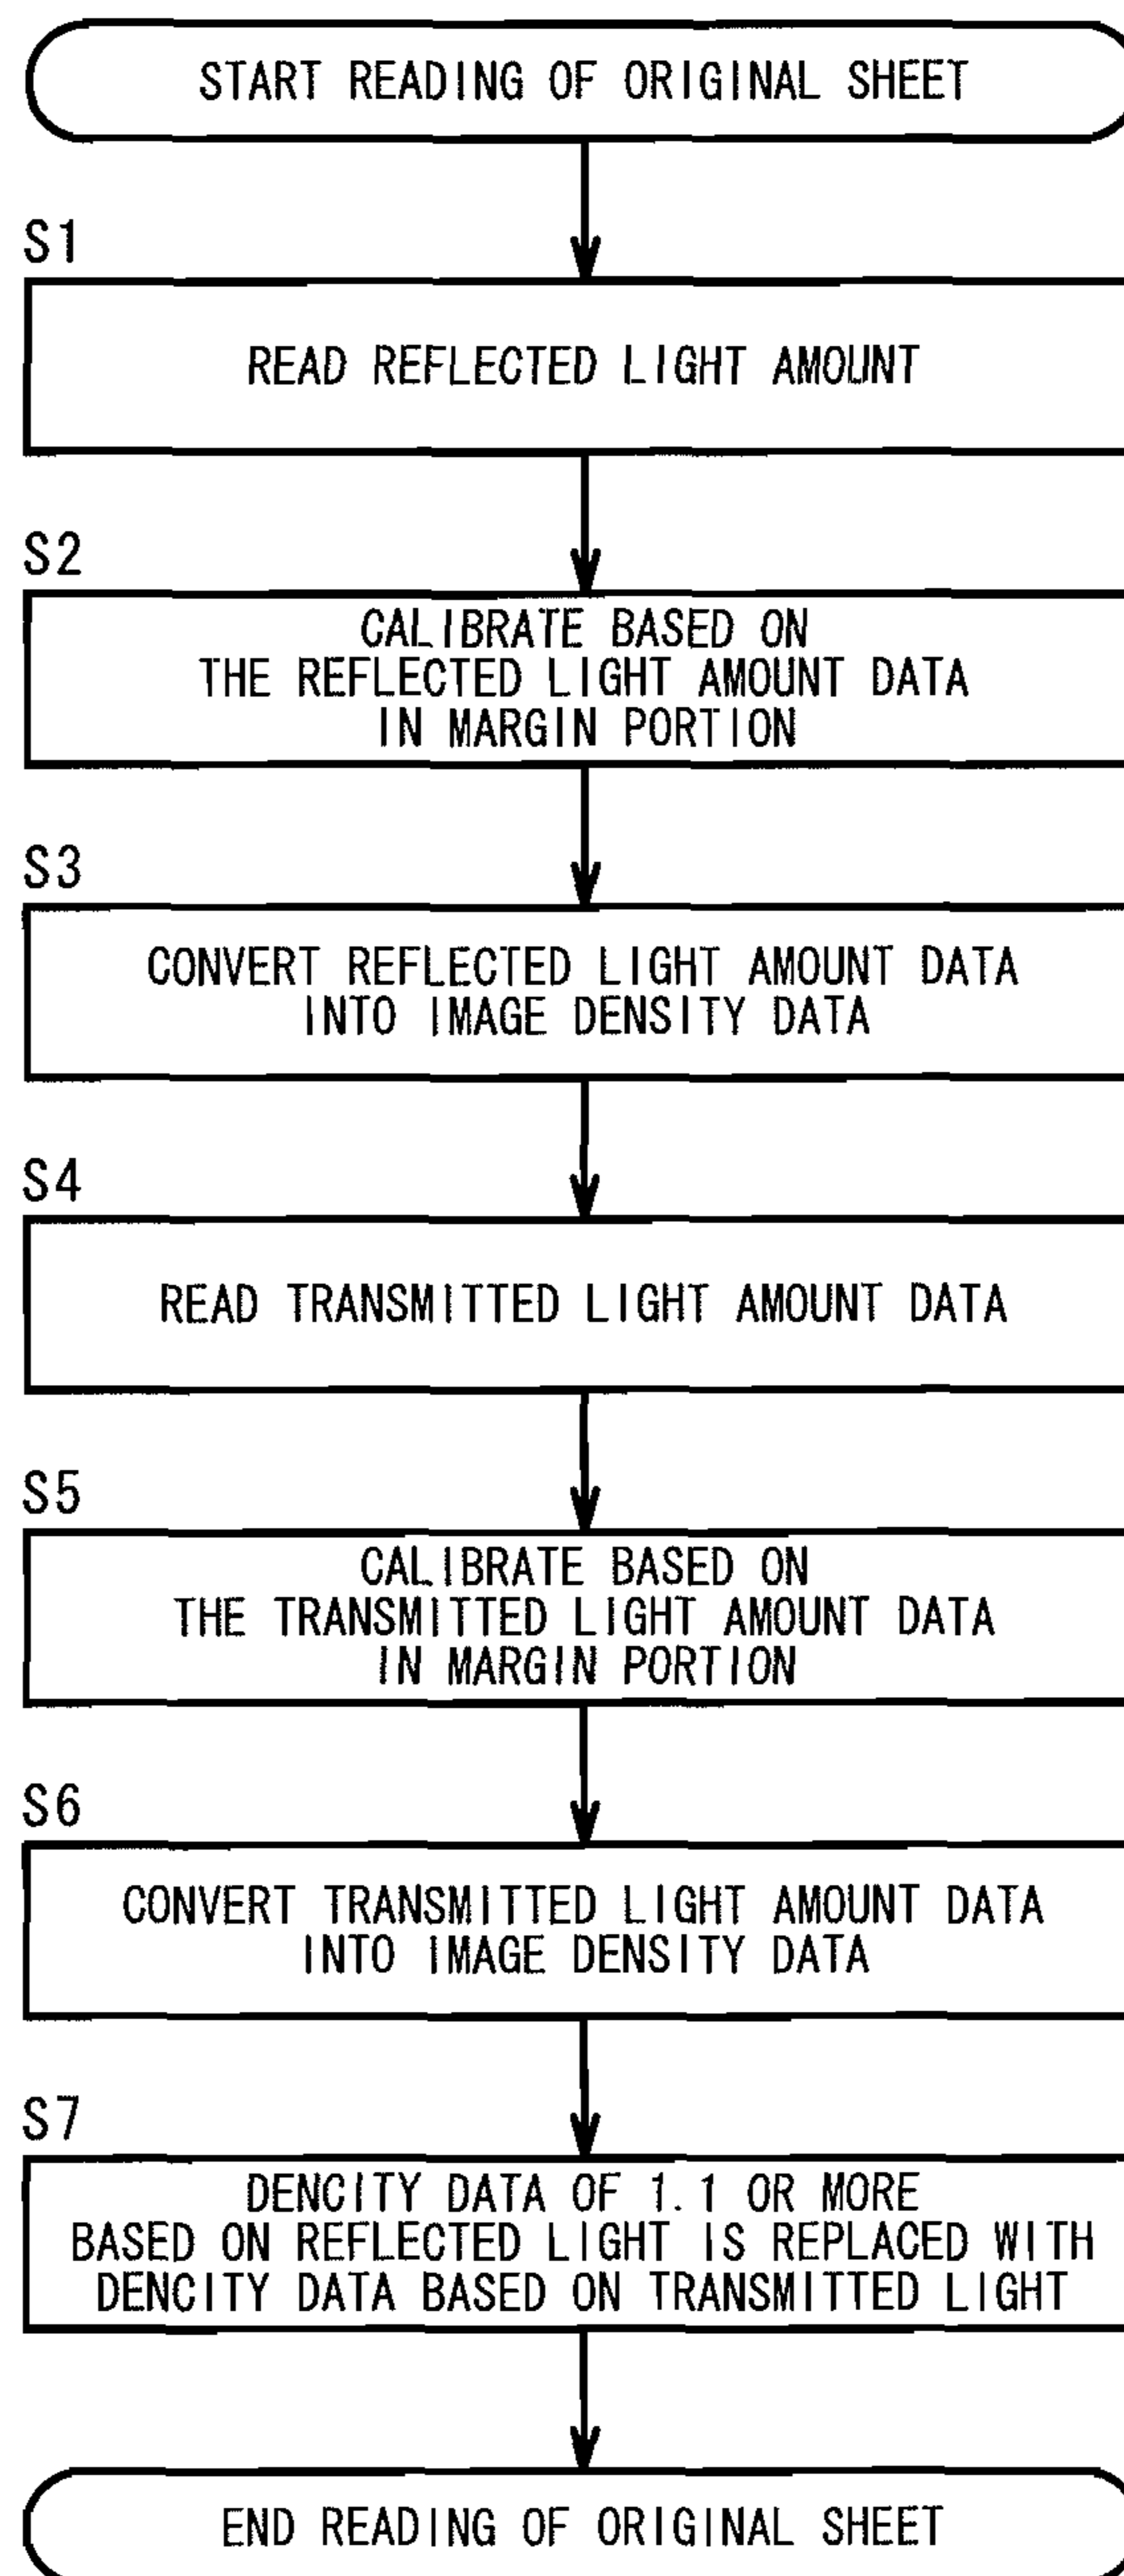 START READING OF ORIGINAL SHEET
S1
READ REFLECTED LIGHT AMOUNT
S2
CALIBRATE BASED ON
THE REFLECTED LIGHT AMOUNT DATA
IN MARGIN PORTION
S3
CONVERT REFLECTED LIGHT AMOUNT DATA
INTO IMAGE DENSITY DATA
S4
READ TRANSMITTED LIGHT AMOUNT DATA
S5
CALIBRATE BASED ON
THE TRANSMITTED LIGHT AMOUNT DATA
IN MARGIN PORTION
S6
CONVERT TRANSMITTED LIGHT AMOUNT DATA
INTO IMAGE DENSITY DATA
S7
DENCITY DATA OF 1.1 OR MORE
BASED ON REFLECTED LIGHT IS REPLACED WITH
DENCITY DATA BASED ON TRANSMITTED LIGHT
END READING OF ORIGINAL SHEET